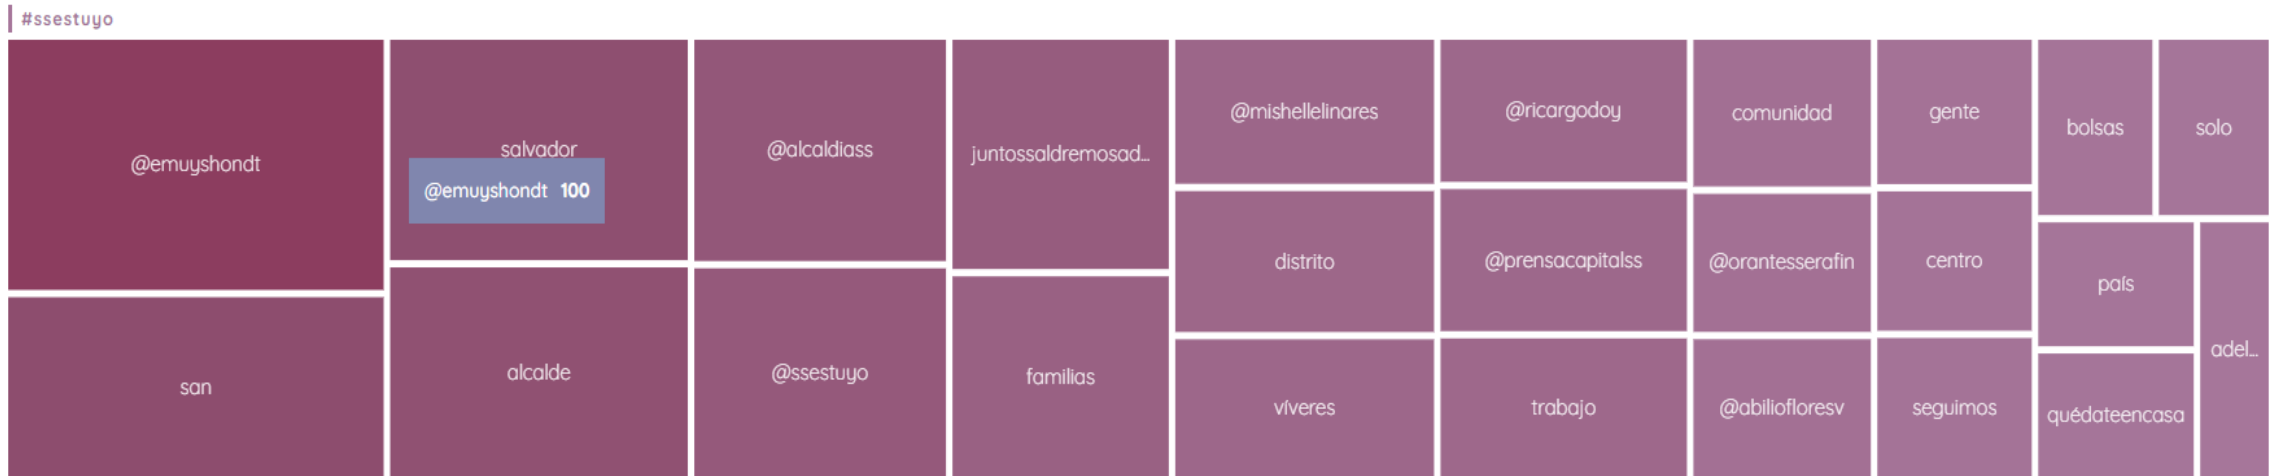 #ssestuyo
@emuyshondt
san
salvador
@emuyshondt 100
alcalde
@alcaldiass
@ssestuyo
juntossaldremosad...
familias
@mishellelinares
distrito
víveres
@ricargodoy
@prensacapitalss
trabajo
comunidad
@orantesserafin
@abiliofloresv
gente
centro
seguimos
bolsas
solo
país
quédateencasa
adel...